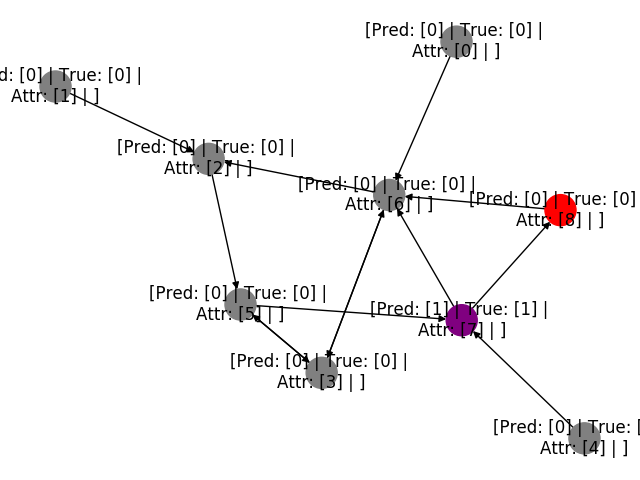 [Pred: [0] | True: [0] |
Attr: [0] | ]
d: [0] | True: [0] |
Attr: [1] | ]
[Pred: [0] | True: [0] |
Attr: [2] | ]
[Pred: [0] | True: [0] |
Attr: [6] | ]
[Pred: [0] | True: [0]
Attr: [8] | ]
[Pred: [0] | True: [0] |
Attr: [5] | ]
[Pred: [1] | True: [1] |
Attr: [7] | ]
[Pred: [0] | True: [0] |
Attr: [3] | ]
[Pred: [0] | True: [
Attr: [4] | ]